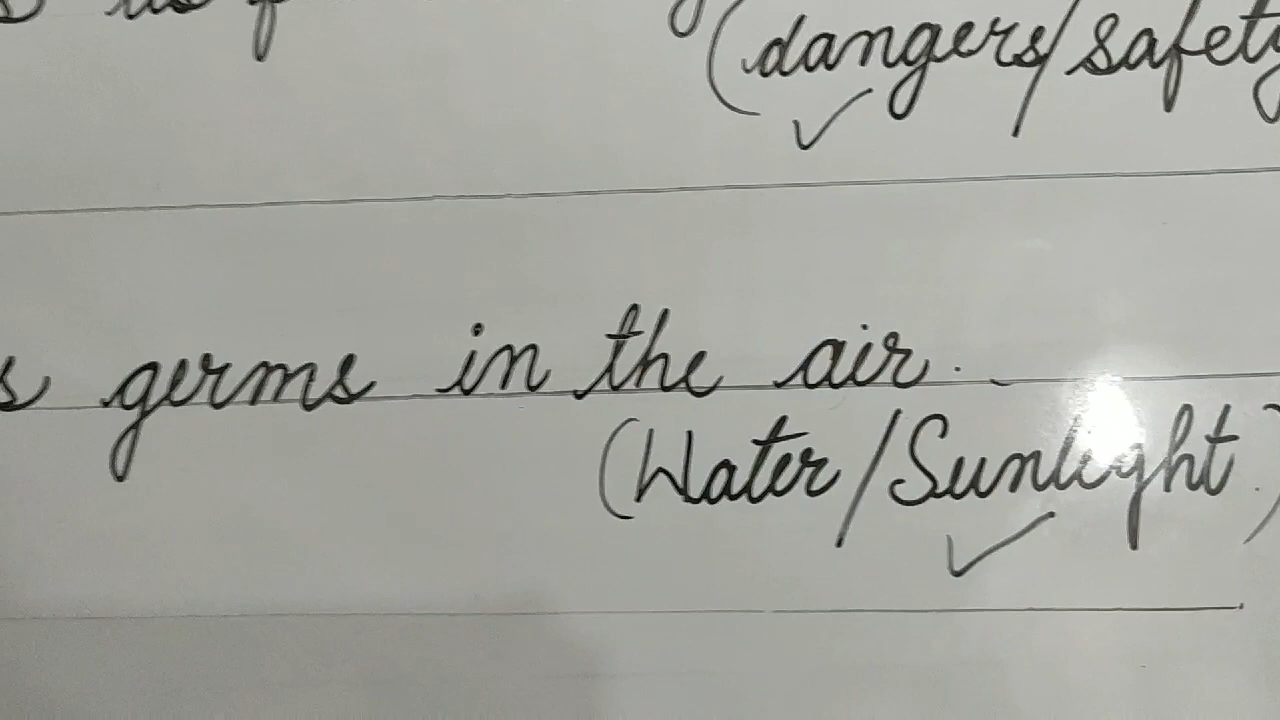 (dangers/safety
s germs in the air.
(Water/Sunlight.)